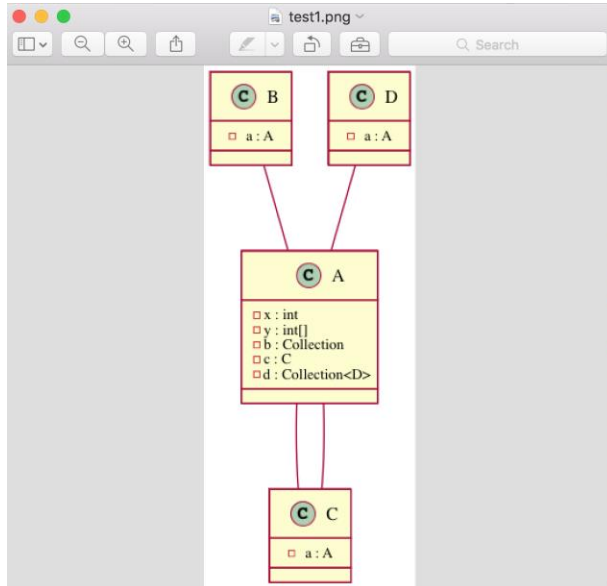 test1.png
Search
C B
a : A
C D
a : A
C A
x : int
y : int[]
b : Collection
c : C
d : Collection<D>
C C
a : A